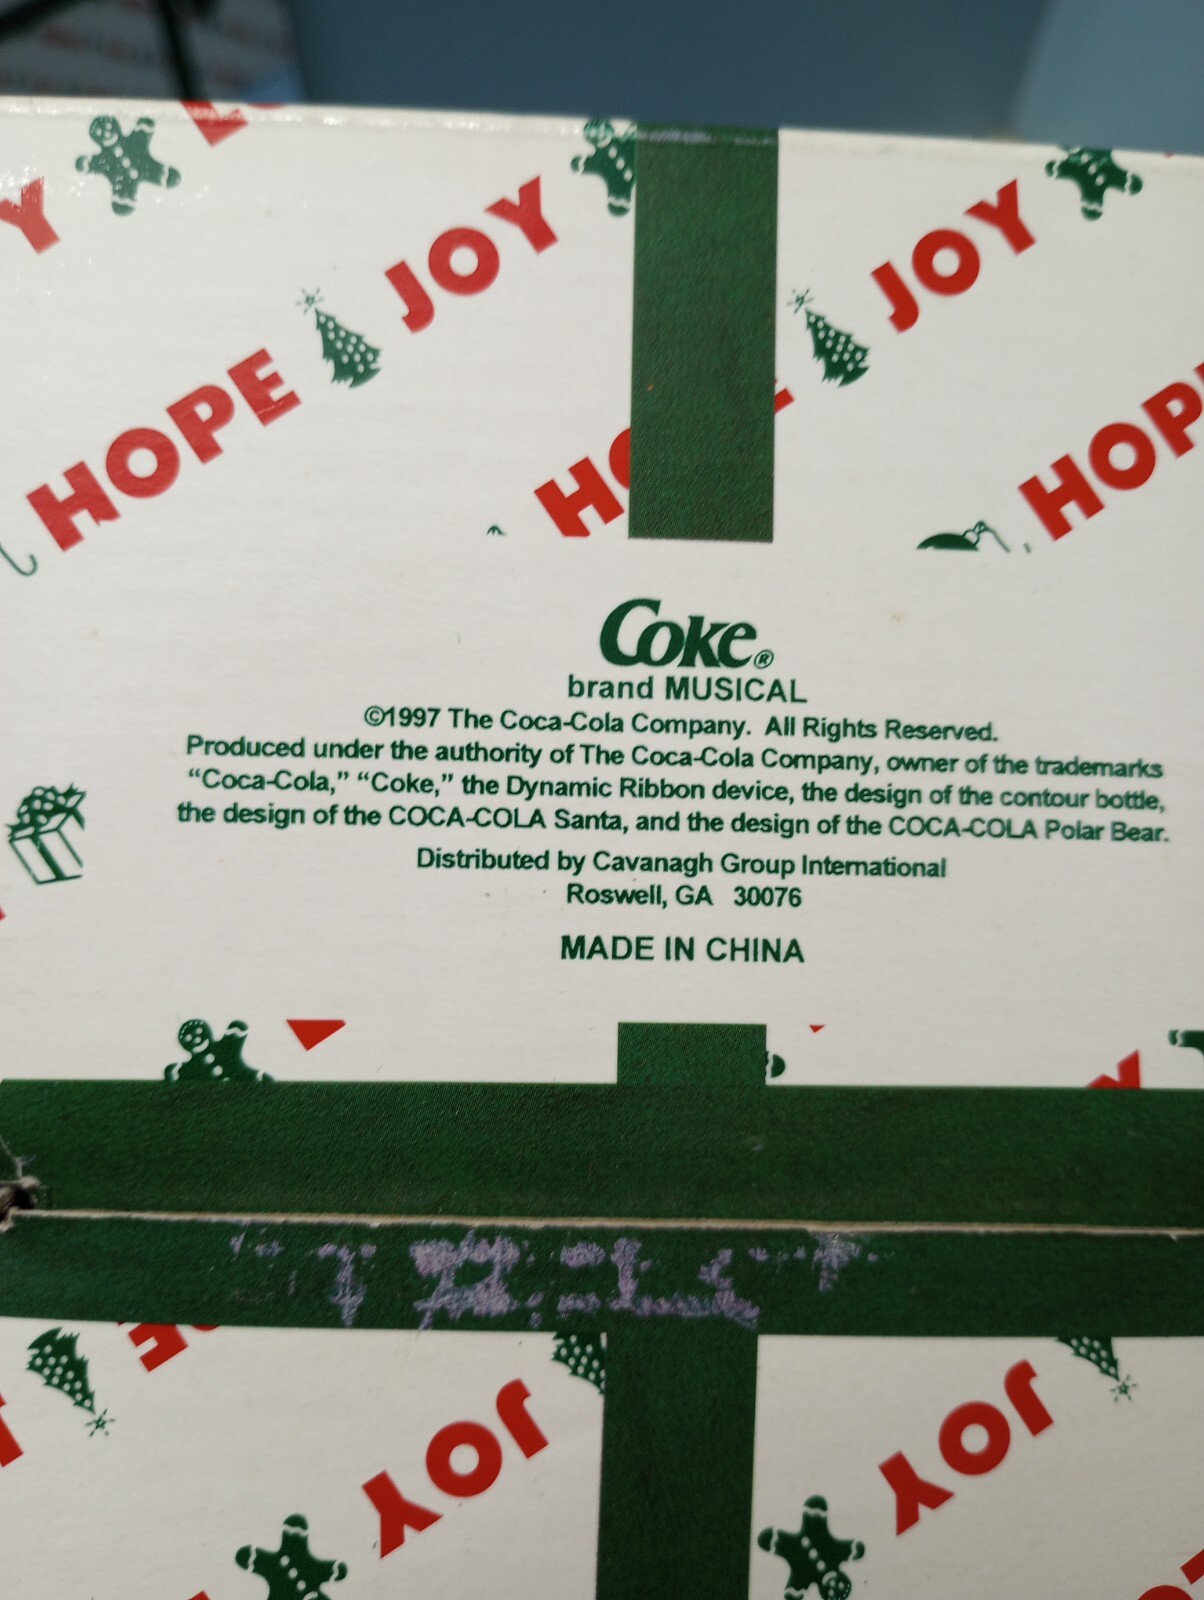 JOY
JOY
HOPE
HOP
Coke®
brand MUSICAL
©1997 The Coca-Cola Company. All Rights Reserved.
Produced under the authority of The Coca-Cola Company, owner of the trademarks
“Coca-Cola,” “Coke,” the Dynamic Ribbon device, the design of the contour bottle,
the design of the COCA-COLA Santa, and the design of the COCA-COLA Polar Bear.
Distributed by Cavanagh Group International
Roswell, GA 30076
MADE IN CHINA
JOY
JOY